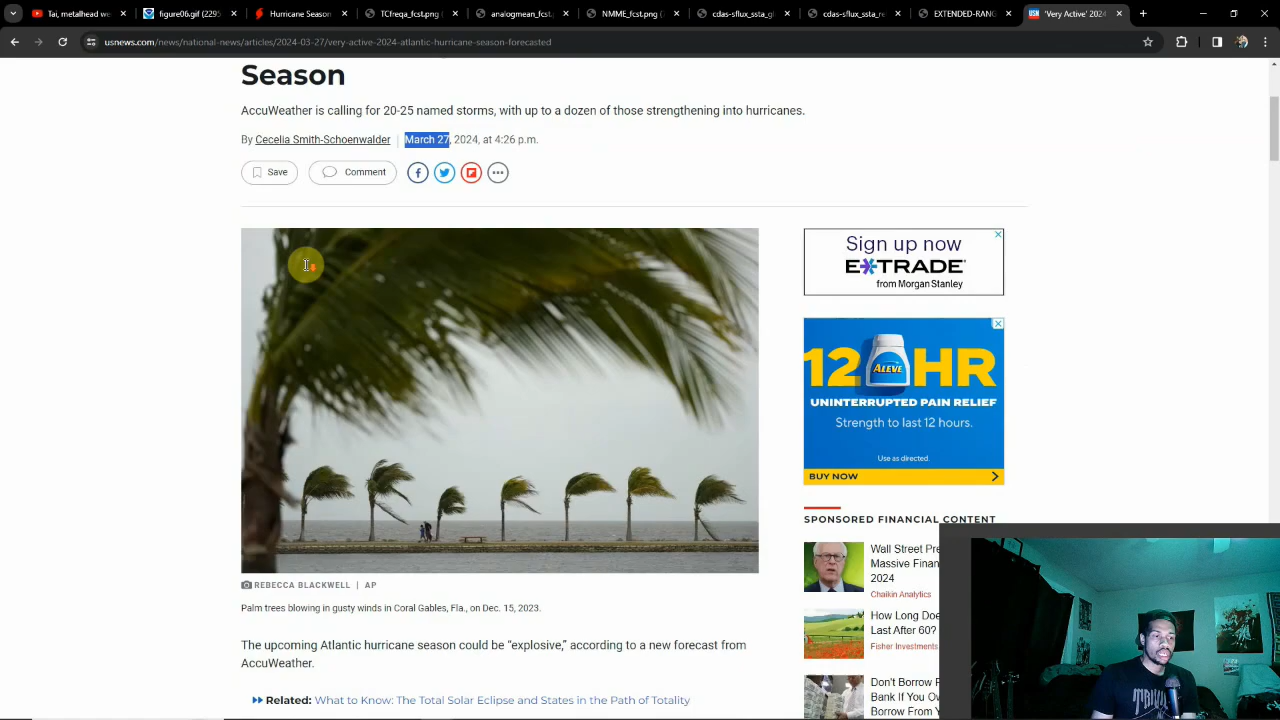 Tai, metalhead we
figure06.gif (2295
Hurricane Season
TCfreqa_fcst.png (
analogmean_fcst.
NMME_fcst.png (1
cdas-sflux_ssta_gl
cdas-sflux_ssta_re
EXTENDED-RANG
'Very Active' 2024
usnews.com/news/national-news/articles/2024-03-27/very-active-2024-atlantic-hurricane-season-forecasted
Season
AccuWeather is calling for 20-25 named storms, with up to a dozen of those strengthening into hurricanes.
By Cecelia Smith-Schoenwalder | March 27, 2024, at 4:26 p.m.
Save
Comment
Sign up now
E*TRADE
from Morgan Stanley
12 HR
ALEVE
UNINTERRUPTED PAIN RELIEF
Strength to last 12 hours.
Use as directed.
BUY NOW
SPONSORED FINANCIAL CONTENT
Wall Street Pre
Massive Finan
2024
Chaikin Analytics
How Long Doe
Last After 60?
Fisher Investments
Don't Borrow F
Bank If You Ow
Borrow From Y
REBECCA BLACKWELL | AP
Palm trees blowing in gusty winds in Coral Gables, Fla., on Dec. 15, 2023.
The upcoming Atlantic hurricane season could be “explosive,” according to a new forecast from
AccuWeather.
Related: What to Know: The Total Solar Eclipse and States in the Path of Totality